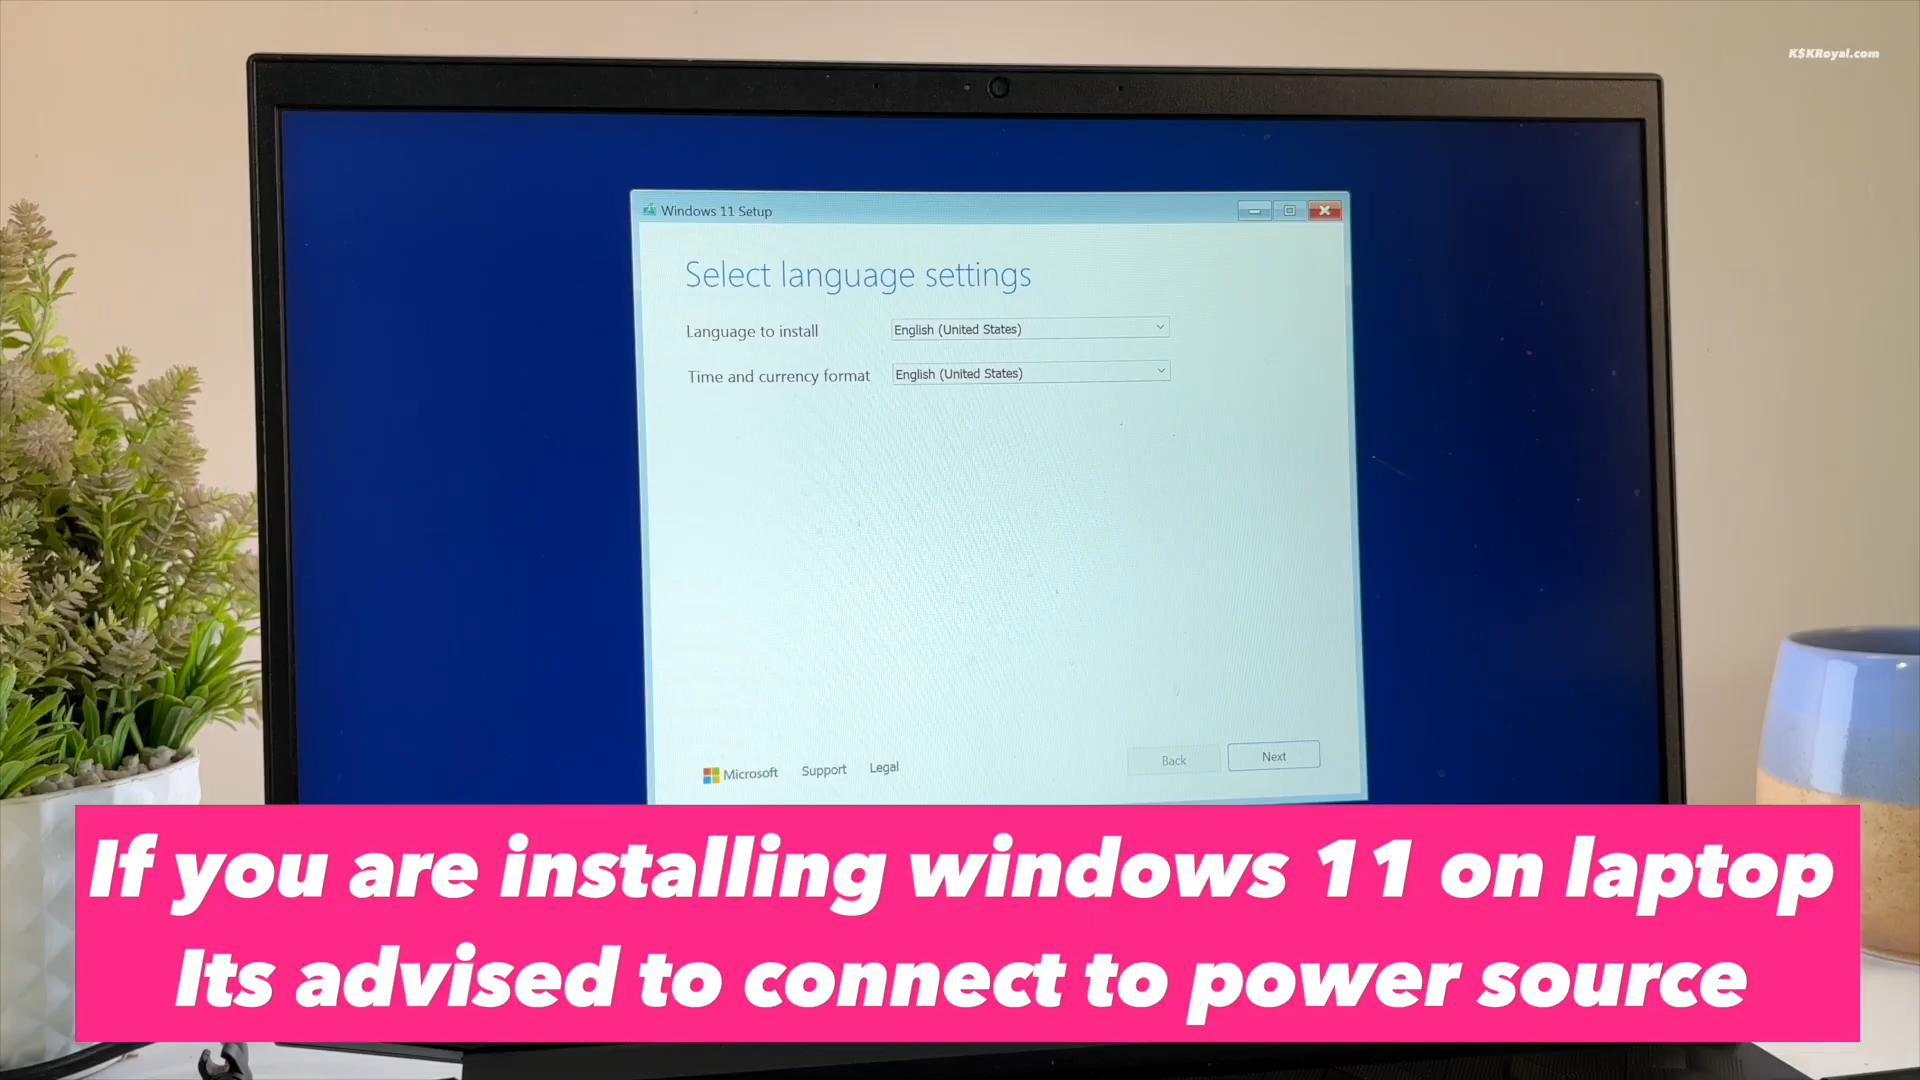 KSKRoyal.com
Windows 11 Setup
Select language settings
Language to install English (United States)
Time and currency format English (United States)
Microsoft Support Legal Back Next
If you are installing windows 11 on laptop
Its advised to connect to power source